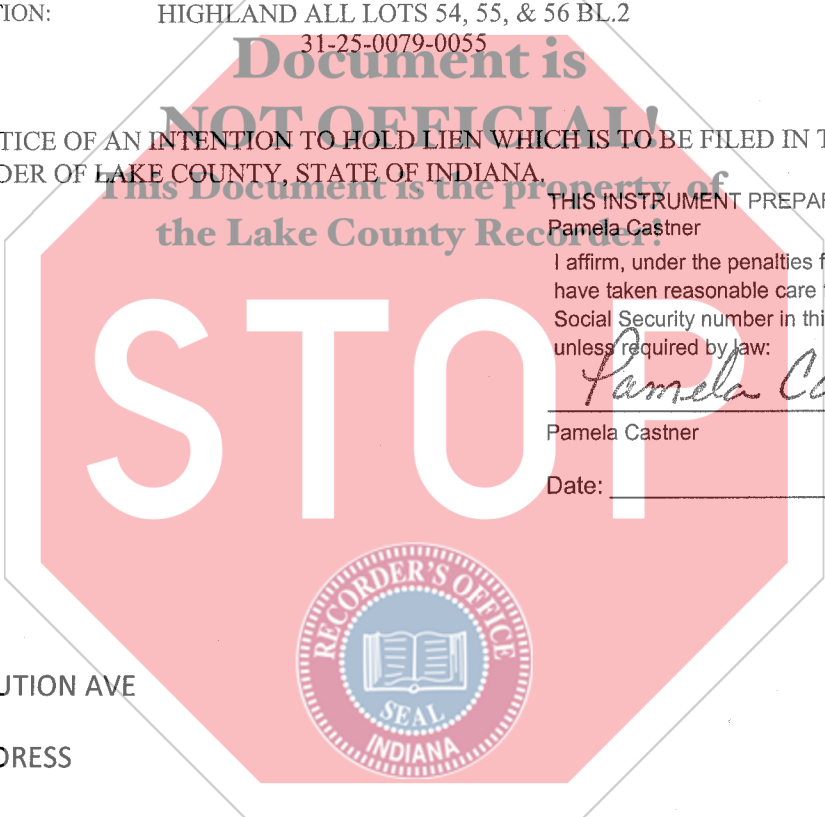 TION:
HIGHLAND ALL LOTS 54, 55, & 56 BL.2
31-25-0079-0055
Document is
NOT OFFICIAL!
This Document is the property of
the Lake County Recorder!
TICE OF AN INTENTION TO HOLD LIEN WHICH IS TO BE FILED IN T
DER OF LAKE COUNTY, STATE OF INDIANA.
THIS INSTRUMENT PREPAR
Pamela Castner
I affirm, under the penalties f
have taken reasonable care
Social Security number in thi
unless required by law:
Pamela Ca
Pamela Castner
Date:
STOP
RECORDER'S OFFICE
SEAL
INDIANA
UTION AVE
DRESS